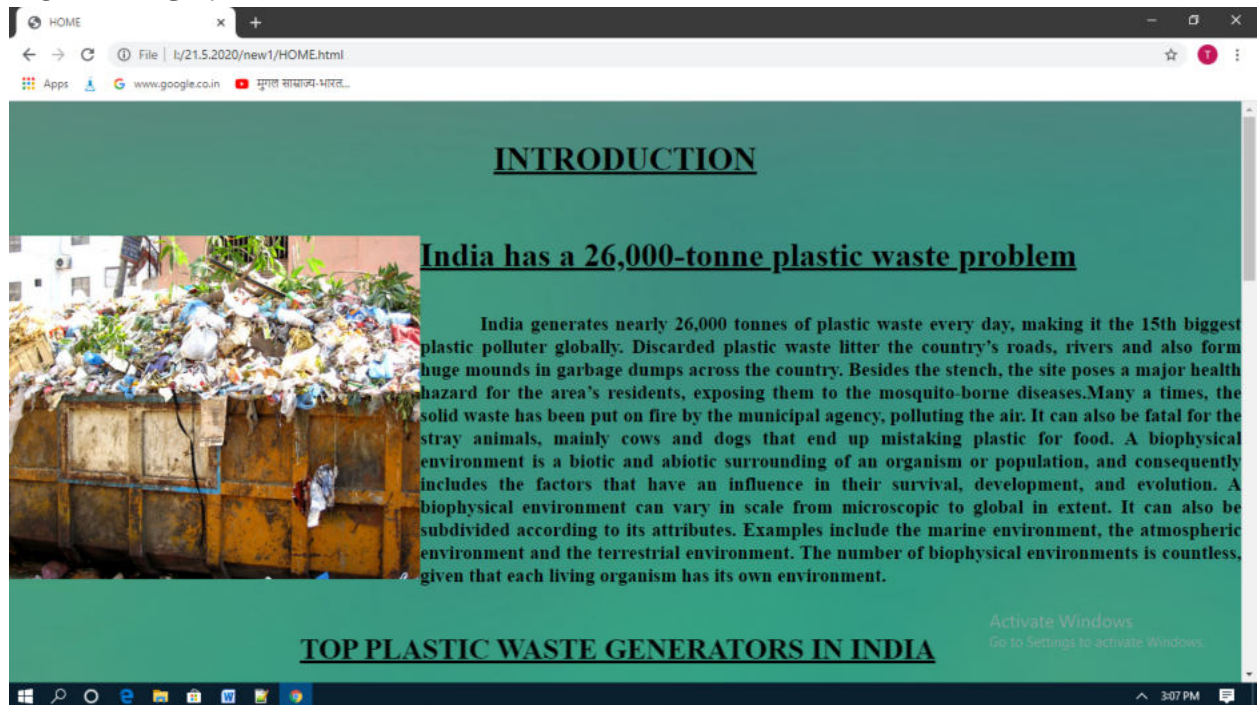 HOME
File | I:/21.5.2020/new1/HOME.html
T
Apps
www.google.co.in
मुगल साम्राज्य-भारत...
INTRODUCTION
India has a 26,000-tonne plastic waste problem
India generates nearly 26,000 tonnes of plastic waste every day, making it the 15th biggest
plastic polluter globally. Discarded plastic waste litter the country’s roads, rivers and also form
huge mounds in garbage dumps across the country. Besides the stench, the site poses a major health
hazard for the area’s residents, exposing them to the mosquito-borne diseases.Many a times, the
solid waste has been put on fire by the municipal agency, polluting the air. It can also be fatal for the
stray animals, mainly cows and dogs that end up mistaking plastic for food. A biophysical
environment is a biotic and abiotic surrounding of an organism or population, and consequently
includes the factors that have an influence in their survival, development, and evolution. A
biophysical environment can vary in scale from microscopic to global in extent. It can also be
subdivided according to its attributes. Examples include the marine environment, the atmospheric
environment and the terrestrial environment. The number of biophysical environments is countless,
given that each living organism has its own environment.
Activate Windows
Go to Settings to activate Windows.
TOP PLASTIC WASTE GENERATORS IN INDIA
3:07 PM